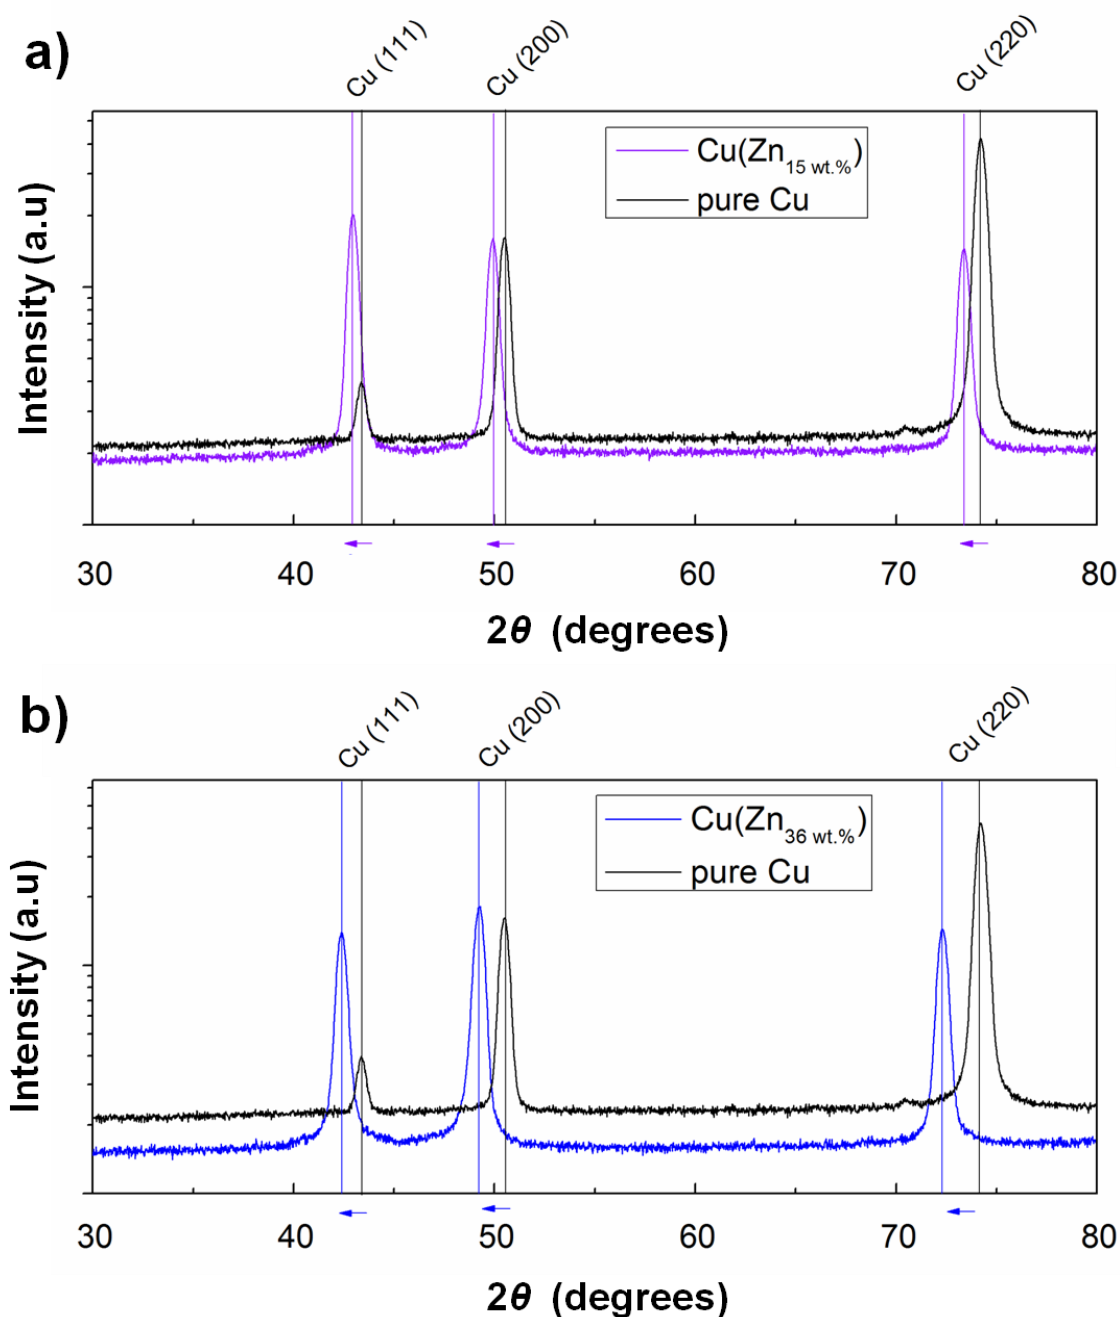 a)
Cu (111)
Cu (200)
Cu (220)
Cu(Zn15 wt.%)
pure Cu
Intensity (a.u)
30 40 50 60 70 80
2θ (degrees)
b)
Cu (111)
Cu (200)
Cu (220)
Cu(Zn36 wt.%)
pure Cu
Intensity (a.u)
30 40 50 60 70 80
2θ (degrees)